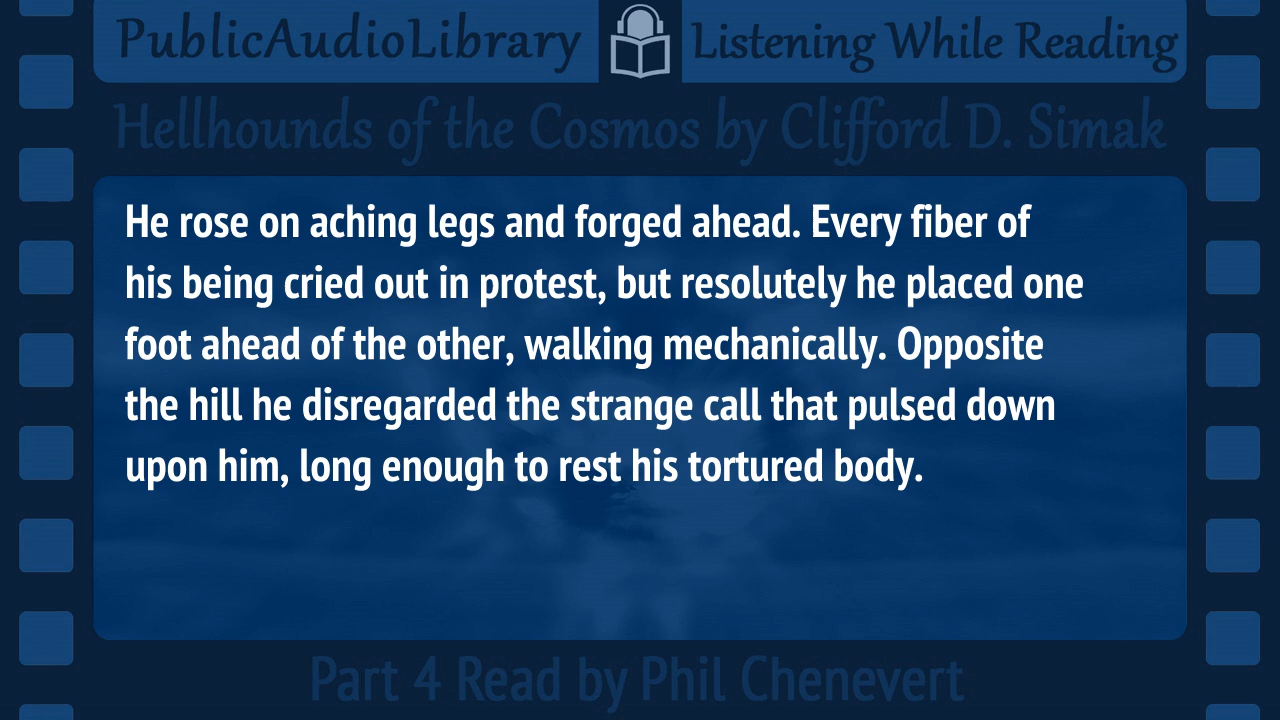 PublicAudioLibrary Listening While Reading
Hellhounds of the Cosmos by Clifford D. Simak
He rose on aching legs and forged ahead. Every fiber of
his being cried out in protest, but resolutely he placed one
foot ahead of the other, walking mechanically. Opposite
the hill he disregarded the strange call that pulsed down
upon him, long enough to rest his tortured body.
Part 4 Read by Phil Chenevert